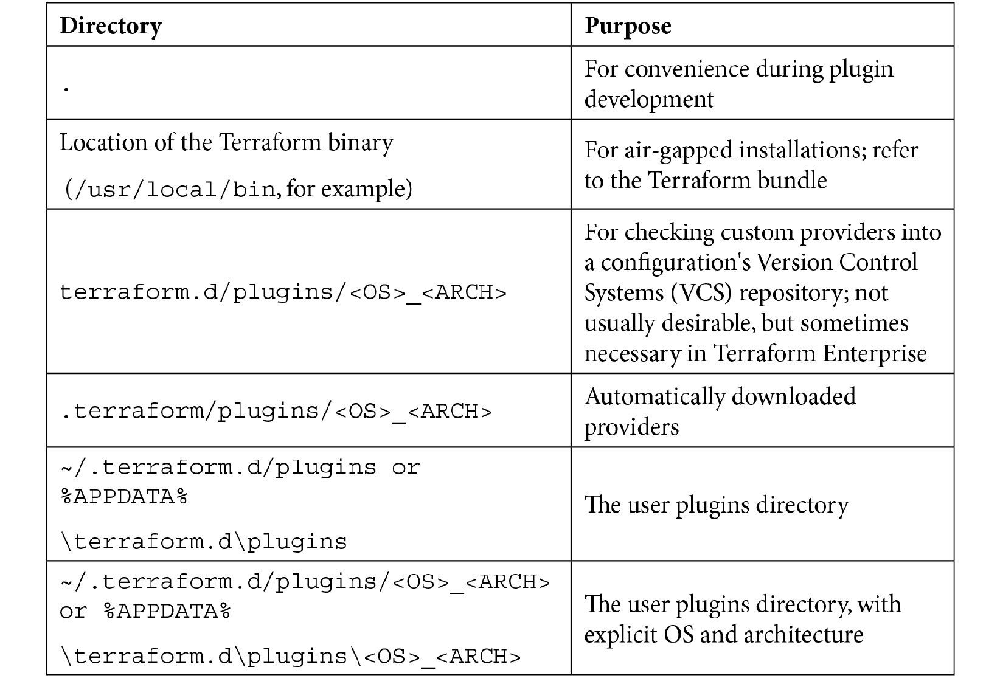 Directory
Purpose
.
For convenience during plugin
development
Location of the Terraform binary
(/usr/local/bin, for example)
For air-gapped installations; refer
to the Terraform bundle
terraform.d/plugins/<OS>_<ARCH>
For checking custom providers into
a configuration's Version Control
Systems (VCS) repository; not
usually desirable, but sometimes
necessary in Terraform Enterprise
.terraform/plugins/<OS>_<ARCH>
Automatically downloaded
providers
~/.terraform.d/plugins or
%APPDATA%
\terraform.d\plugins
The user plugins directory
~/.terraform.d/plugins/<OS>_<ARCH>
or %APPDATA%
\terraform.d\plugins\<OS>_<ARCH>
The user plugins directory, with
explicit OS and architecture